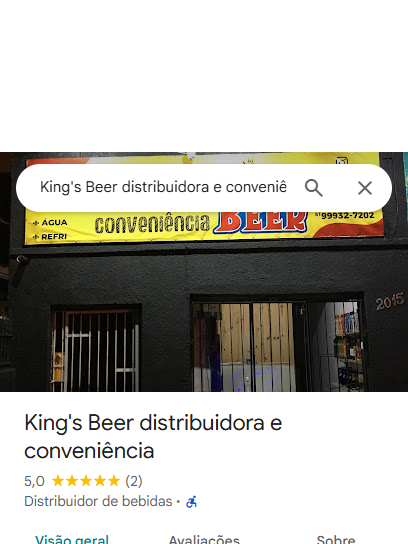 King's Beer distribuidora e conveniê
+ ÁGUA
+ REFRI
conveniência
BEER
51 99932-7202
2015
King's Beer distribuidora e
conveniência
5,0 ★★★★★ (2)
Distribuidor de bebidas ·
Visão geral Avaliações Sobre